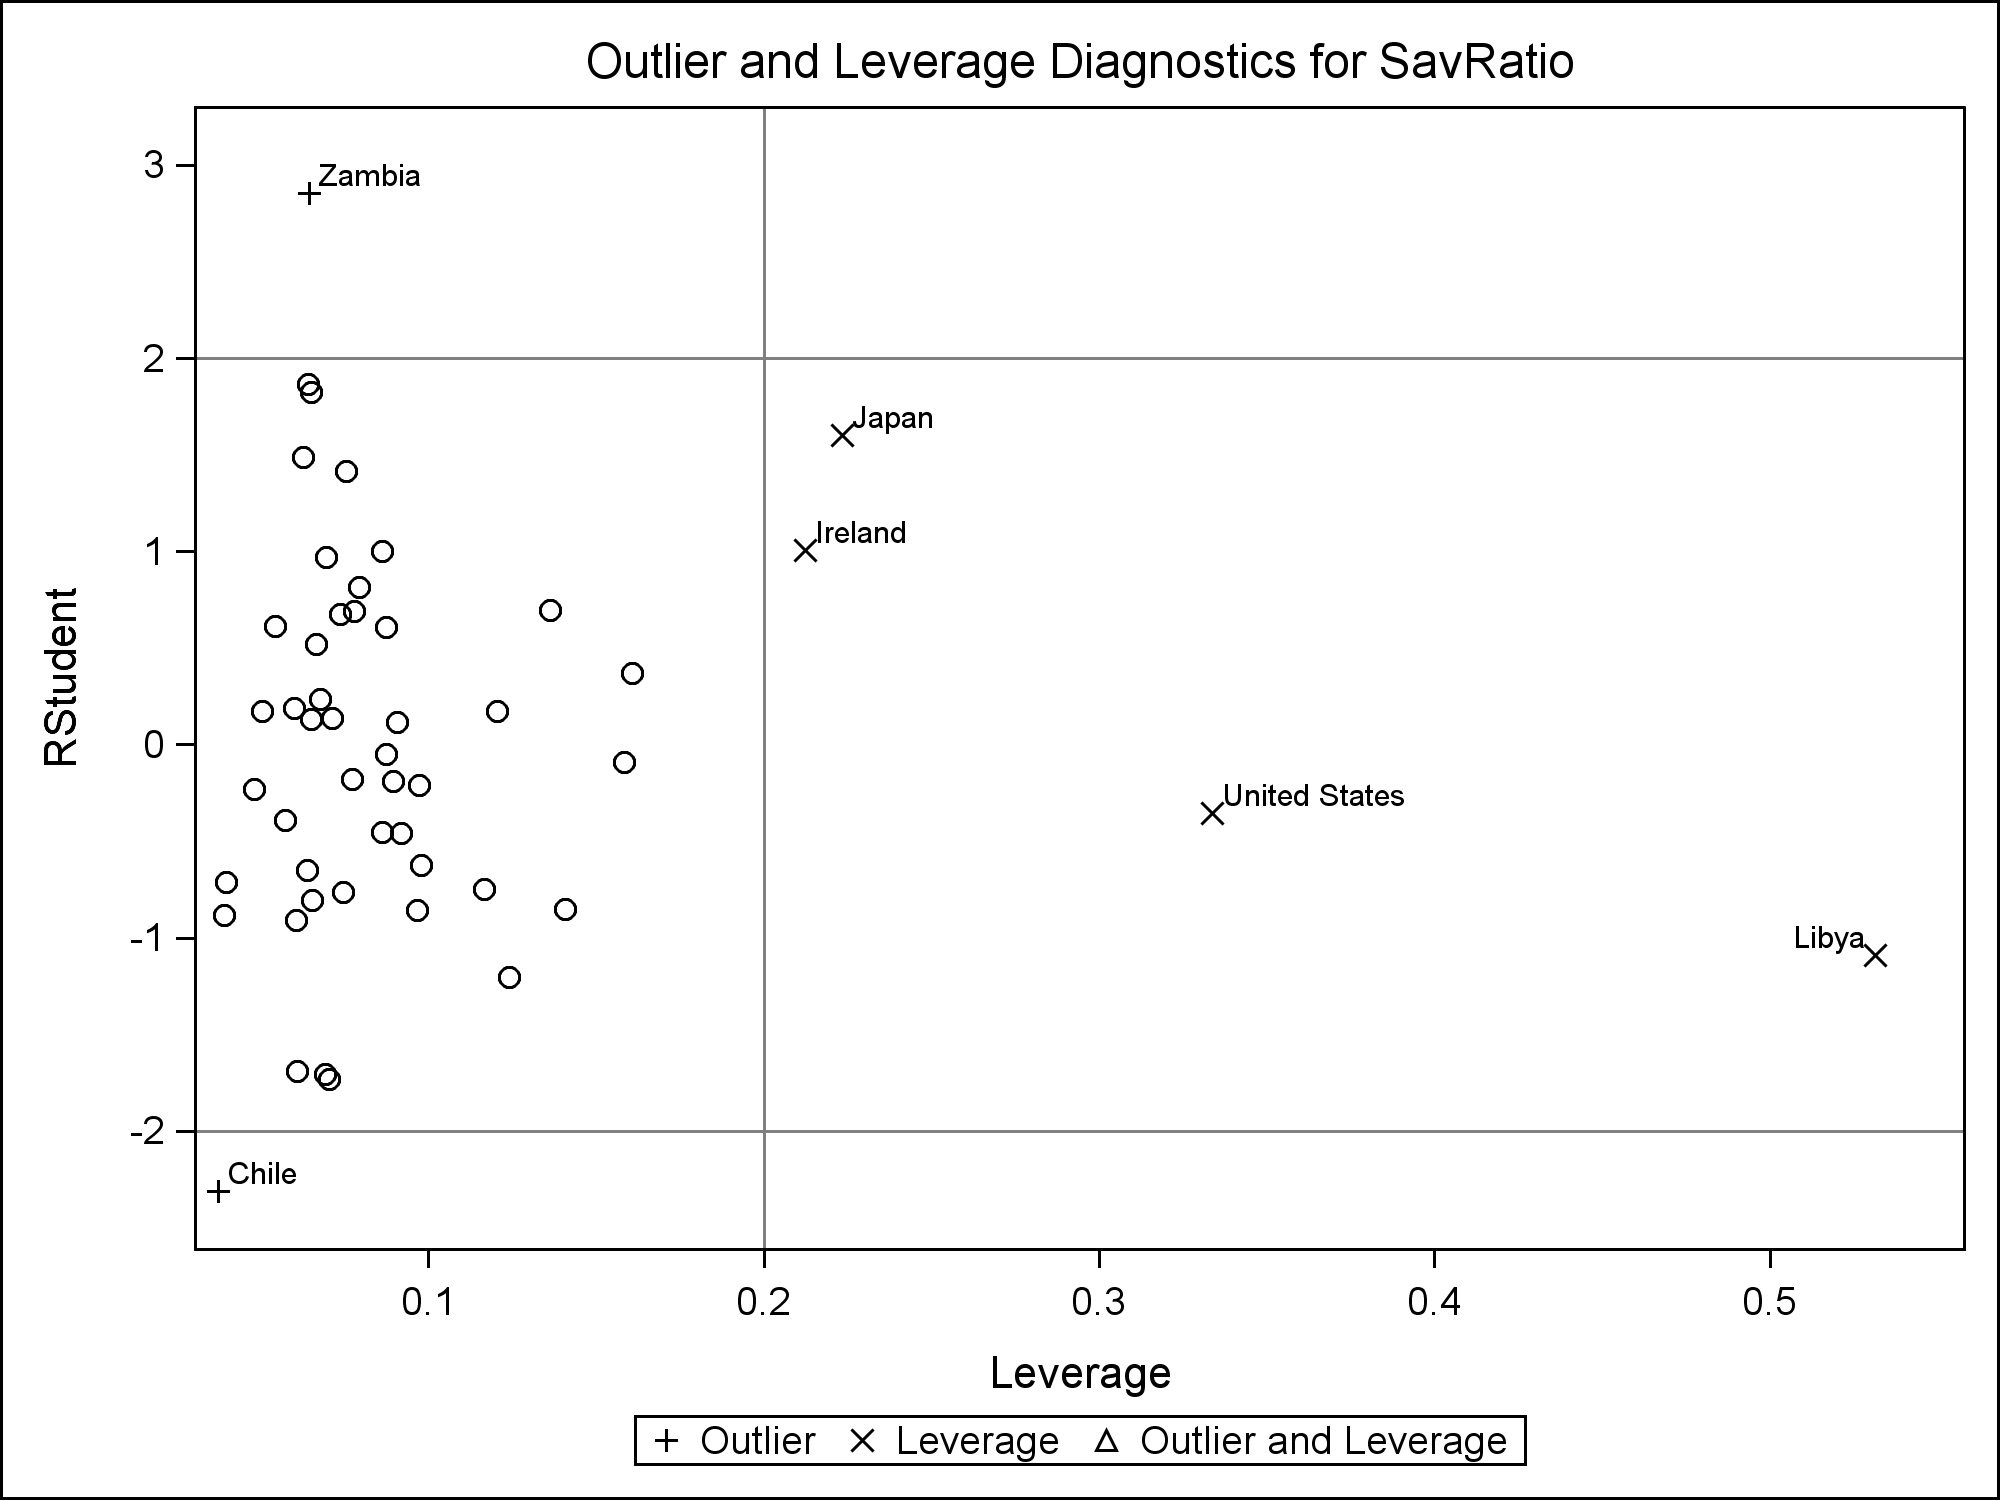 Outlier and Leverage Diagnostics for SavRatio
3
Zambia
2
Japan
1
Ireland
RStudent
0
United States
-1
Libya
-2
Chile
0.1 0.2 0.3 0.4 0.5
Leverage
Outlier Leverage Outlier and Leverage